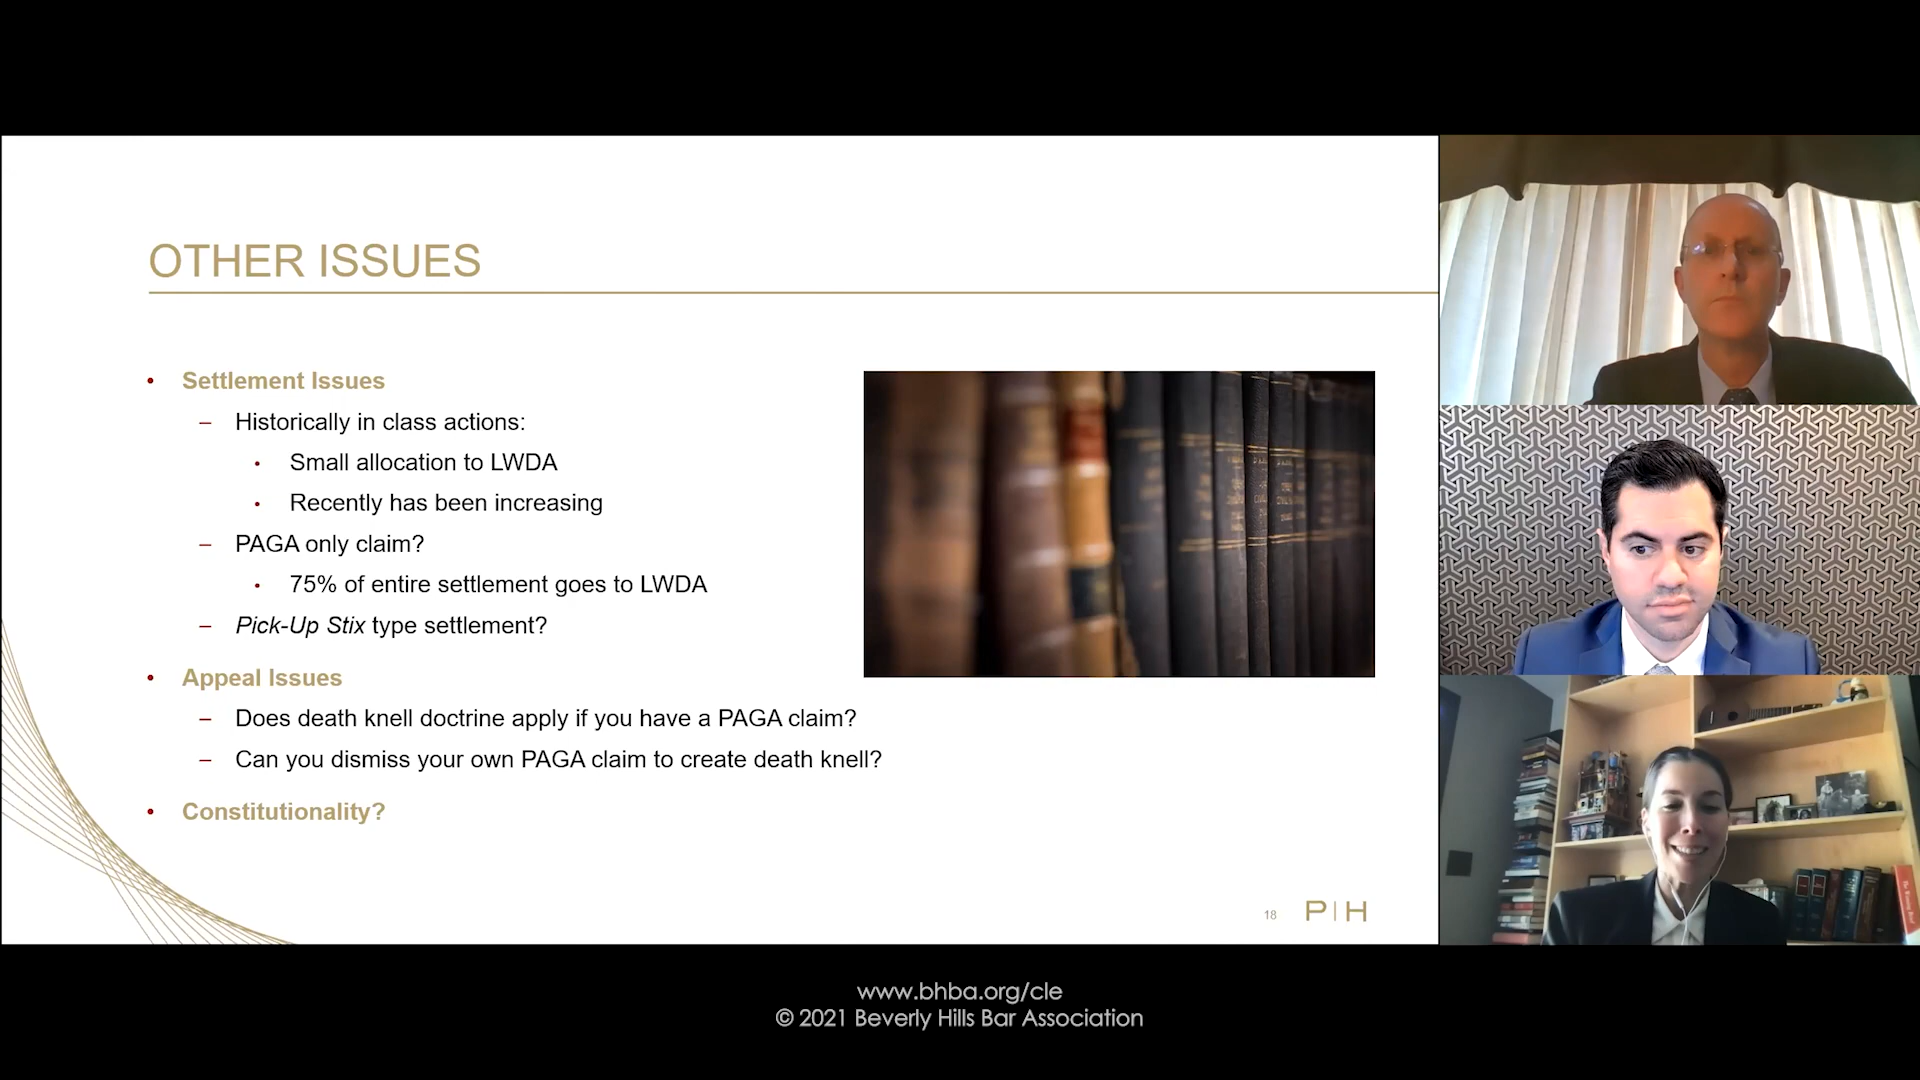 OTHER ISSUES
• Settlement Issues
– Historically in class actions:
• Small allocation to LWDA
• Recently has been increasing
– PAGA only claim?
• 75% of entire settlement goes to LWDA
– Pick-Up Stix type settlement?
• Appeal Issues
– Does death knell doctrine apply if you have a PAGA claim?
– Can you dismiss your own PAGA claim to create death knell?
• Constitutionality?
18 P|H
www.bhba.org/cle
© 2021 Beverly Hills Bar Association